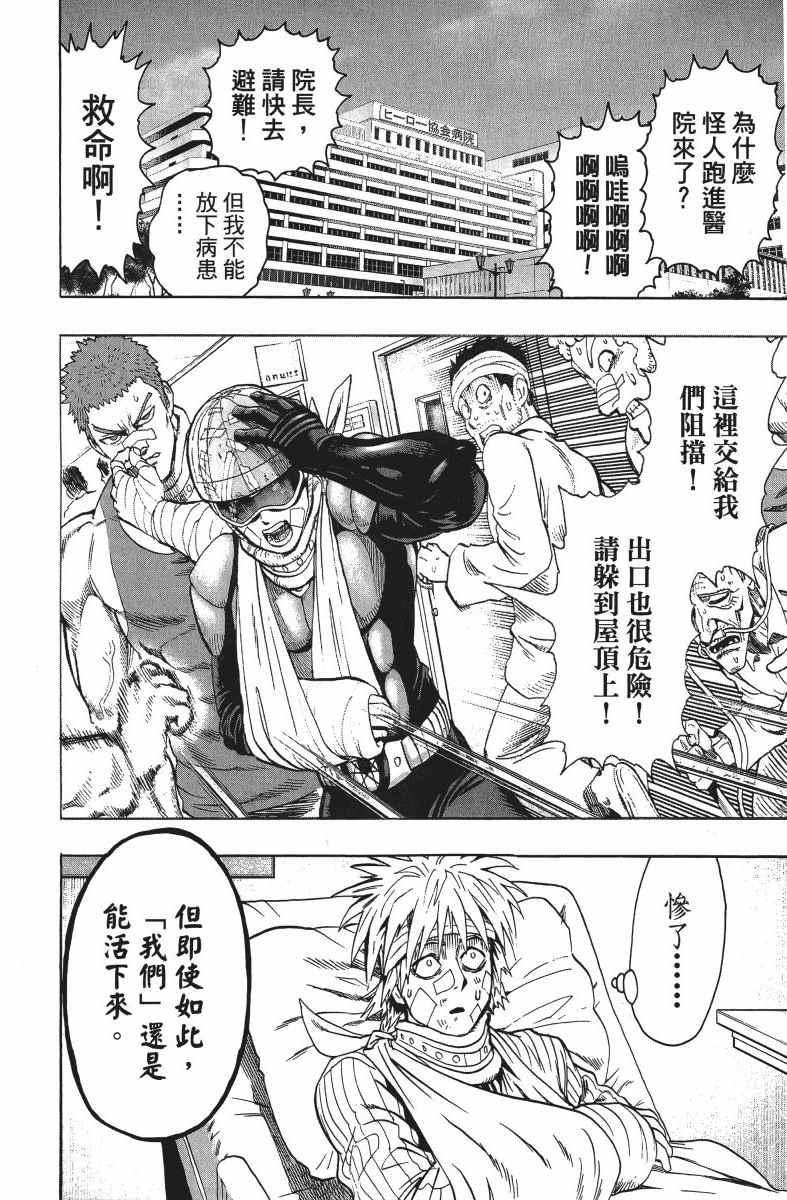 為什麼
怪人跑進醫
院來了？
嗚哇啊啊啊
啊啊啊啊！
ヒーロー協会病院
院長，
請快去
避難！
但我不能
放下病患
……
救命啊！
這裡交給我
們阻擋！
出口也很危險！
請躲到屋頂上！
慘了……
但即使如此，
「我們」還是
能活下來。